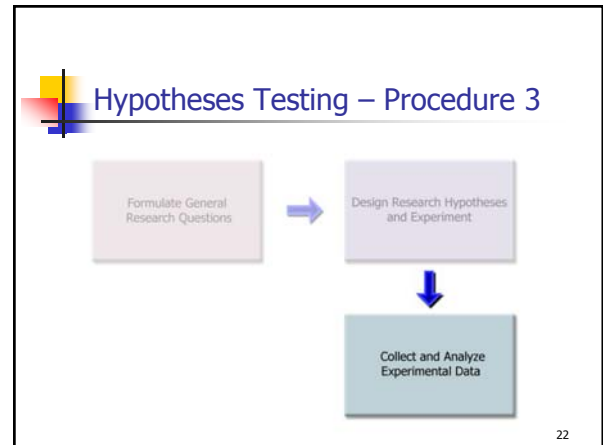 Hypotheses Testing – Procedure 3
Formulate General
Research Questions
Design Research Hypotheses
and Experiment
Collect and Analyze
Experimental Data
22